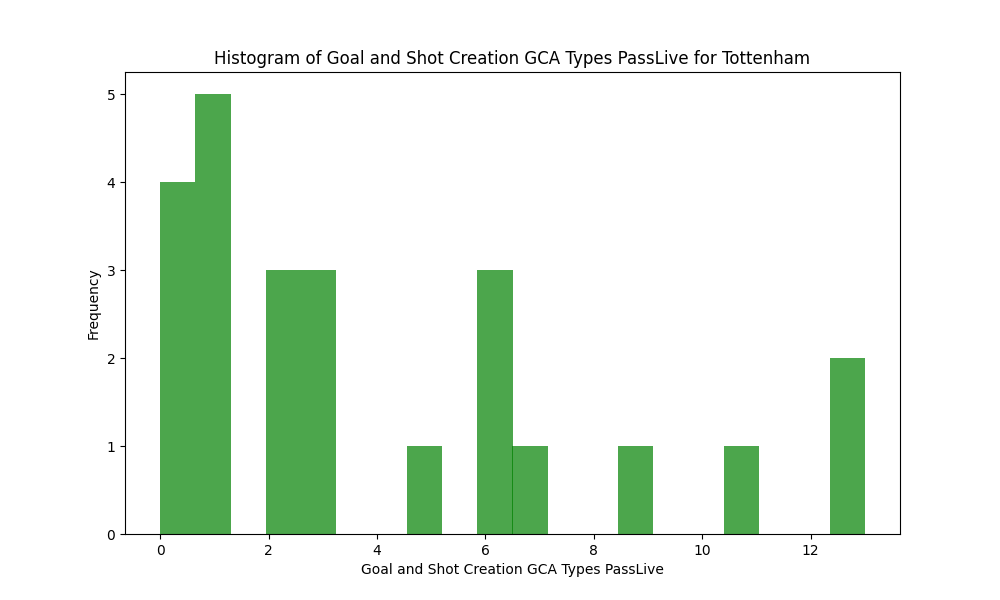 Histogram of Goal and Shot Creation GCA Types PassLive for Tottenham
5
4
3
2
1
0
Frequency
0 2 4 6 8 10 12
Goal and Shot Creation GCA Types PassLive